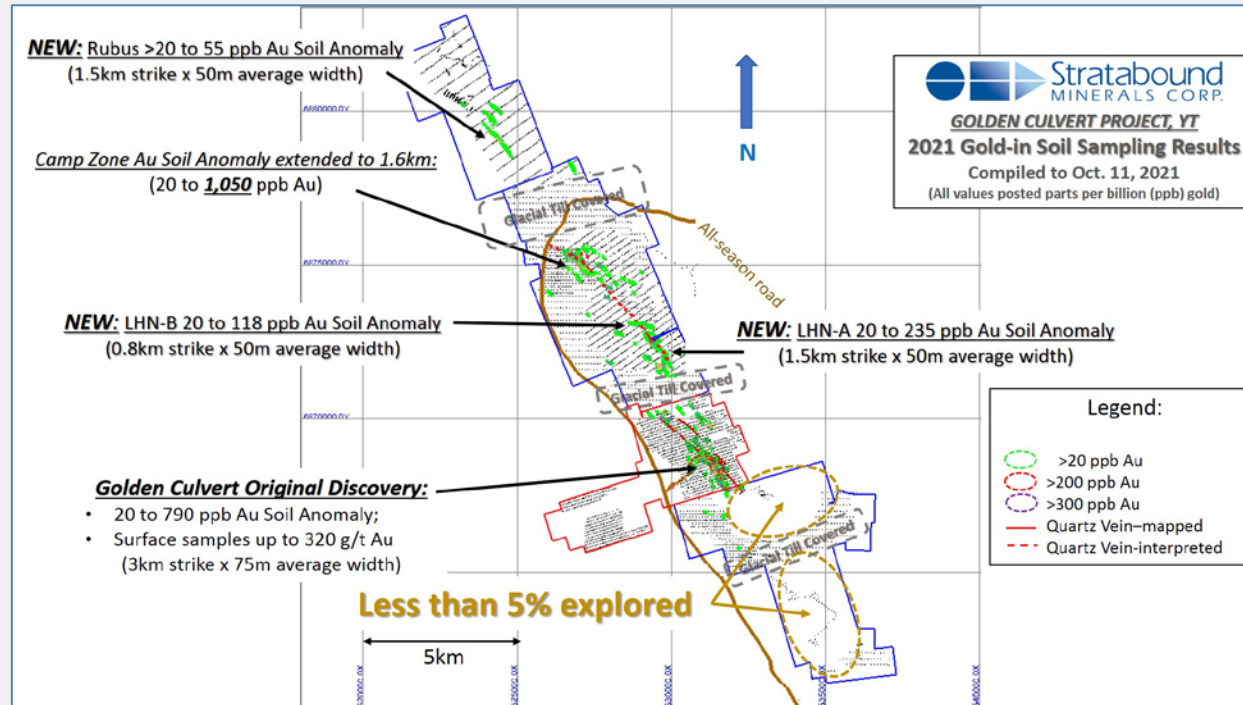 NEW: Rubus >20 to 55 ppb Au Soil Anomaly
(1.5km strike x 50m average width)
Camp Zone Au Soil Anomaly extended to 1.6km:
(20 to 1,050 ppb Au)
NEW: LHN-B 20 to 118 ppb Au Soil Anomaly
(0.8km strike x 50m average width)
Golden Culvert Original Discovery:
• 20 to 790 ppb Au Soil Anomaly;
• Surface samples up to 320 g/t Au
(3km strike x 75m average width)
N
Stratabound
MINERALS CORP.
GOLDEN CULVERT PROJECT, YT
2021 Gold-in Soil Sampling Results
Compiled to Oct. 11, 2021
(All values posted parts per billion (ppb) gold)
Glacial Till Covered
All-season road
NEW: LHN-A 20 to 235 ppb Au Soil Anomaly
(1.5km strike x 50m average width)
Glacial Till Covered
Glacial Till Covered
Legend:
>20 ppb Au
>200 ppb Au
>300 ppb Au
Quartz Vein–mapped
Quartz Vein-interpreted
Less than 5% explored
5km